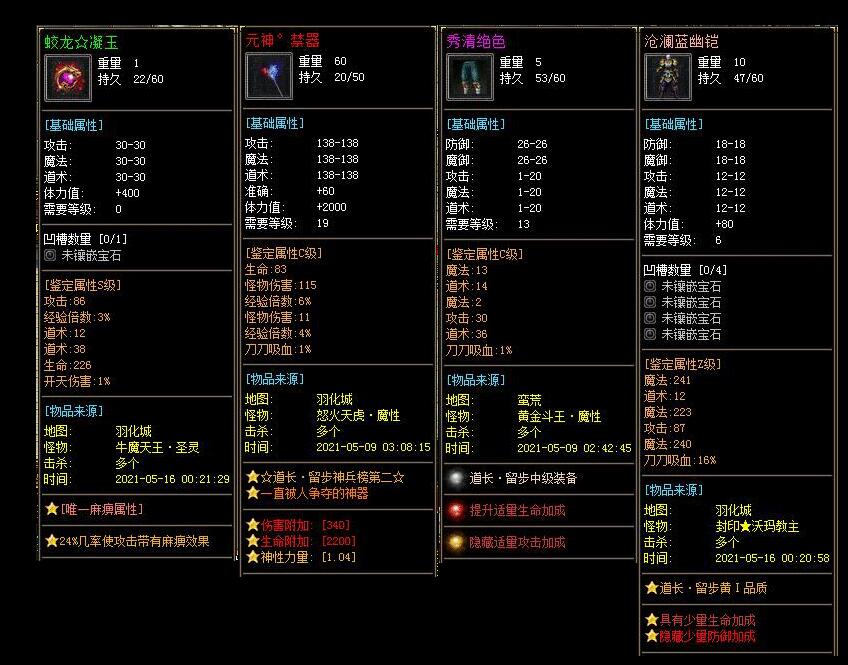 蛟龙☆凝玉
重量 1
持久 22/60
[基础属性]
攻击: 30-30
魔法: 30-30
道术: 30-30
体力值: +400
需要等级: 0
凹槽数量 [0/1]
未镶嵌宝石
[鉴定属性S级]
攻击:86
经验倍数:3%
道术:12
道术:38
生命:226
开天伤害:1%
[物品来源]
地图: 羽化城
怪物: 牛魔天王·圣灵
击杀: 多个
时间: 2021-05-16 00:21:29
[唯一麻痹属性]
24%几率使攻击带有麻痹效果
元神°禁器
重量 60
持久 20/50
[基础属性]
攻击: 138-138
魔法: 138-138
道术: 138-138
准确: +60
体力值: +2000
需要等级: 19
[鉴定属性C级]
生命:83
怪物伤害:115
经验倍数:6%
怪物伤害:11
经验倍数:4%
刀刀吸血:1%
[物品来源]
地图: 羽化城
怪物: 怒火天虎·魔性
击杀: 多个
时间: 2021-05-09 03:08:15
☆道长·留步神兵榜第二☆
一直被人争夺的神器
伤害附加: [340]
生命附加: [2200]
神性力量: [1.04]
秀清绝色
重量 5
持久 53/60
[基础属性]
防御: 26-26
魔御: 26-26
攻击: 1-20
魔法: 1-20
道术: 1-20
需要等级: 13
[鉴定属性C级]
魔法:13
道术:14
魔法:2
攻击:30
道术:36
刀刀吸血:1%
[物品来源]
地图: 蛮荒
怪物: 黄金斗王·魔性
击杀: 多个
时间: 2021-05-09 02:42:45
道长·留步中级装备
提升适量生命加成
隐藏适量攻击加成
沧澜蓝幽铠
重量 10
持久 47/60
[基础属性]
防御: 18-18
魔御: 18-18
攻击: 12-12
魔法: 12-12
道术: 12-12
体力值: +80
需要等级: 6
凹槽数量 [0/4]
未镶嵌宝石
未镶嵌宝石
未镶嵌宝石
未镶嵌宝石
[鉴定属性Z级]
魔法:241
道术:12
魔法:223
攻击:87
魔法:240
刀刀吸血:16%
[物品来源]
地图: 羽化城
怪物: 封印★沃玛教主
击杀: 多个
时间: 2021-05-16 00:20:58
道长·留步黄Ⅰ品质
具有少量生命加成
隐藏少量防御加成